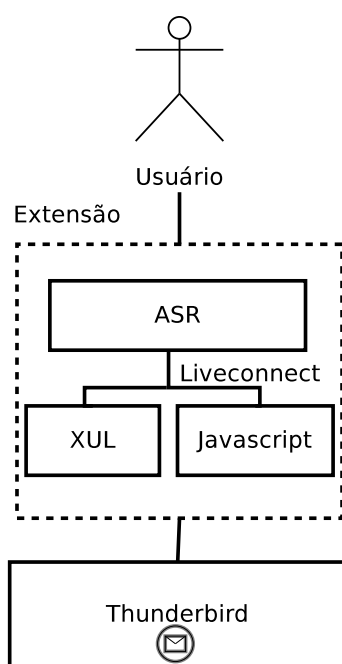 Usuário
Extensão
ASR
Liveconnect
XUL
Javascript
Thunderbird